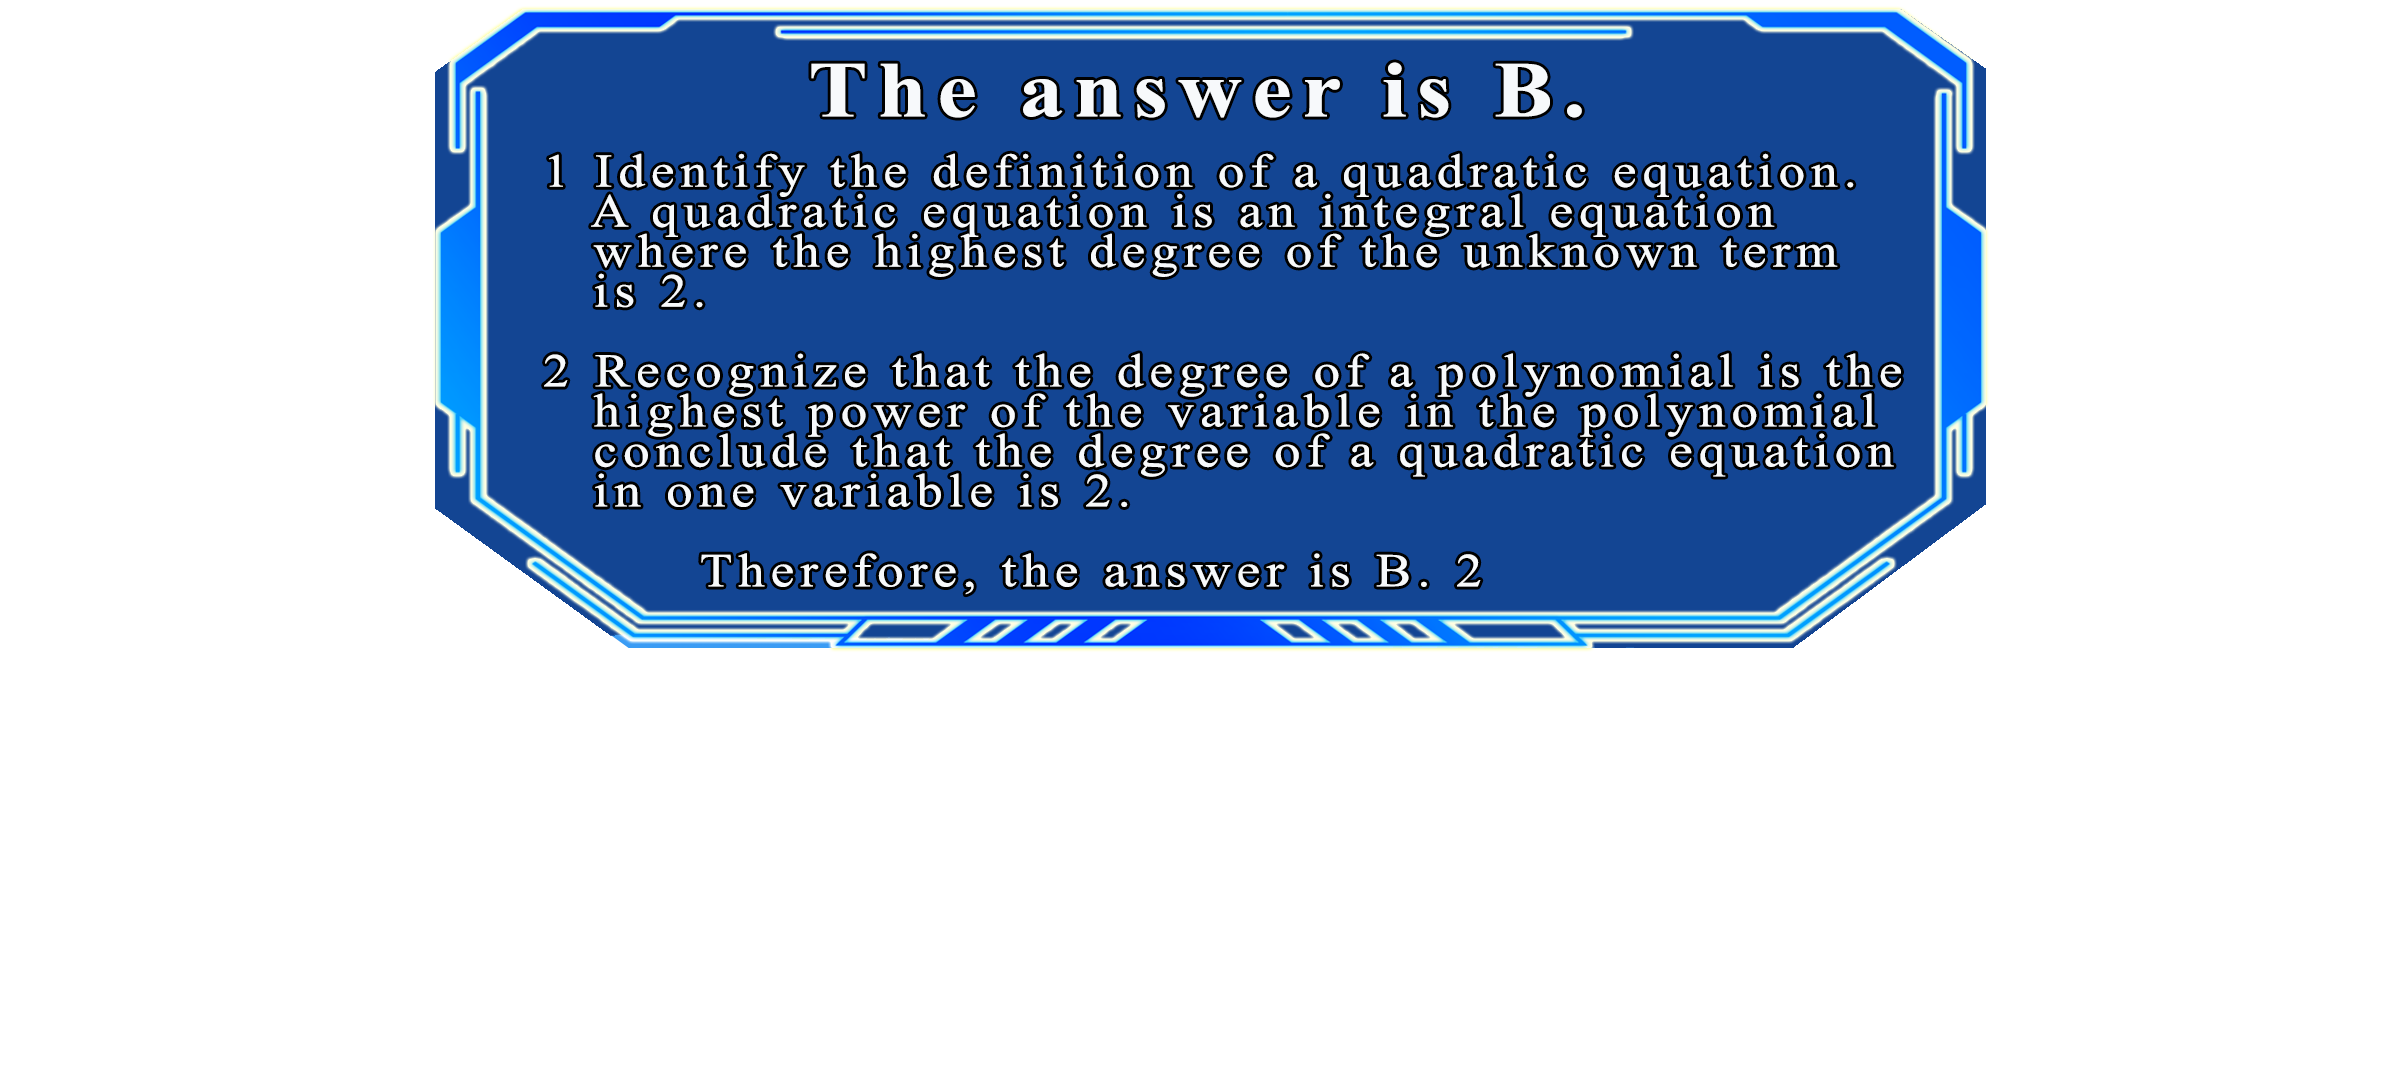 The answer is B.
1 Identify the definition of a quadratic equation.
A quadratic equation is an integral equation
where the highest degree of the unknown term
is 2.
2 Recognize that the degree of a polynomial is the
highest power of the variable in the polynomial
conclude that the degree of a quadratic equation
in one variable is 2.
Therefore, the answer is B. 2